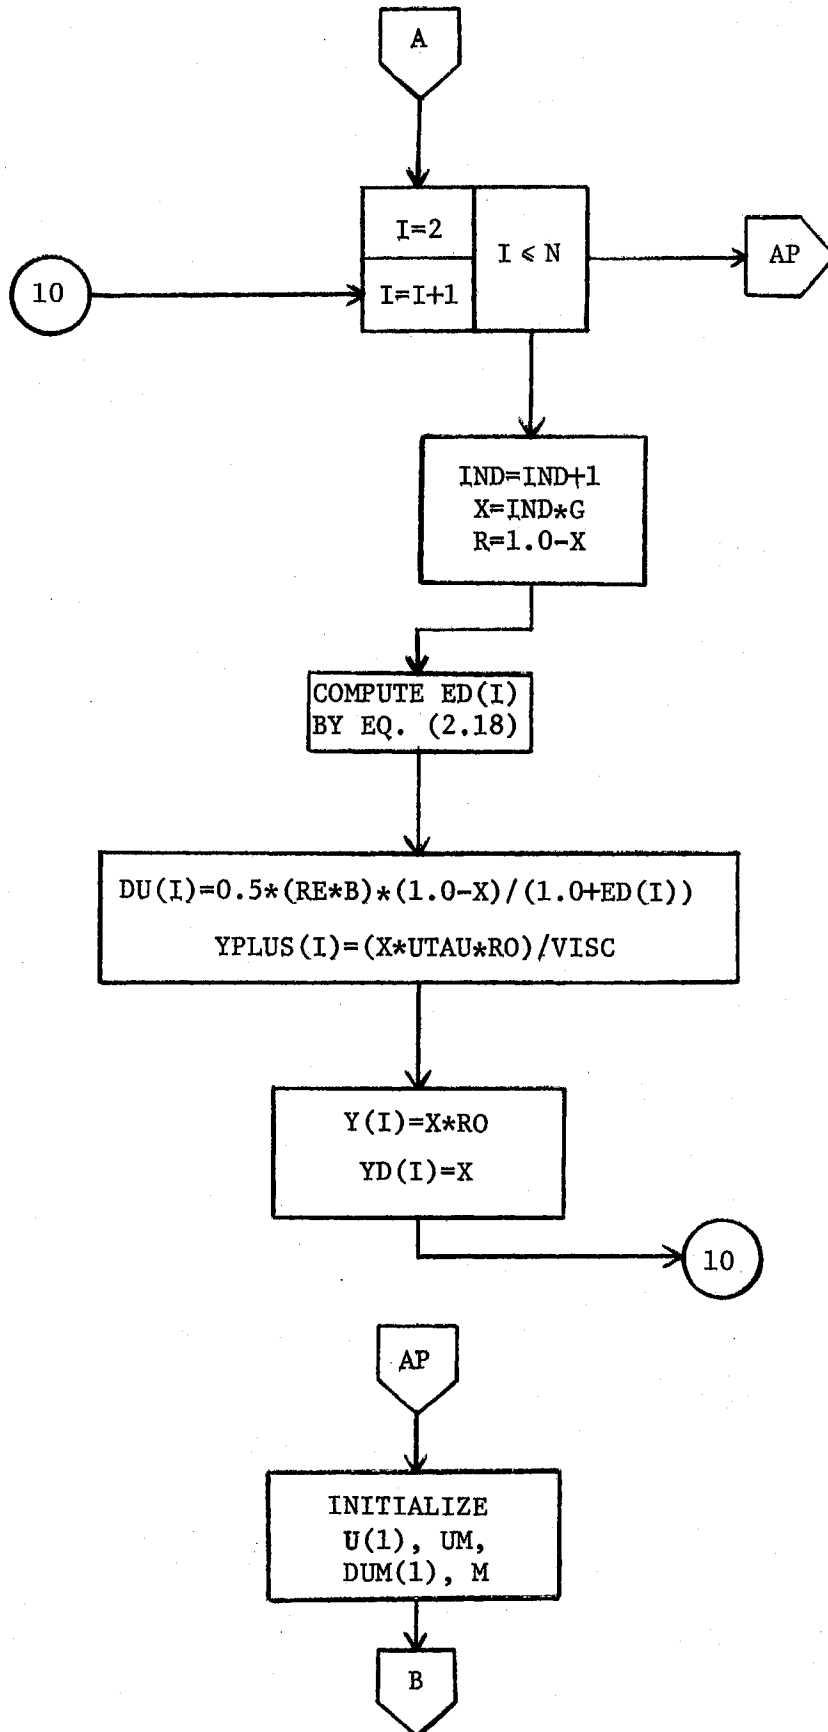 A
I=2
I ≤ N
AP
10
I=I+1
IND=IND+1
X=IND*G
R=1.0-X
COMPUTE ED(I)
BY EQ. (2.18)
DU(I)=0.5*(RE*B)*(1.0-X)/(1.0+ED(I))
YPLUS(I)=(X*UTAU*RO)/VISC
Y(I)=X*RO
YD(I)=X
10
AP
INITIALIZE
U(1), UM,
DUM(1), M
B